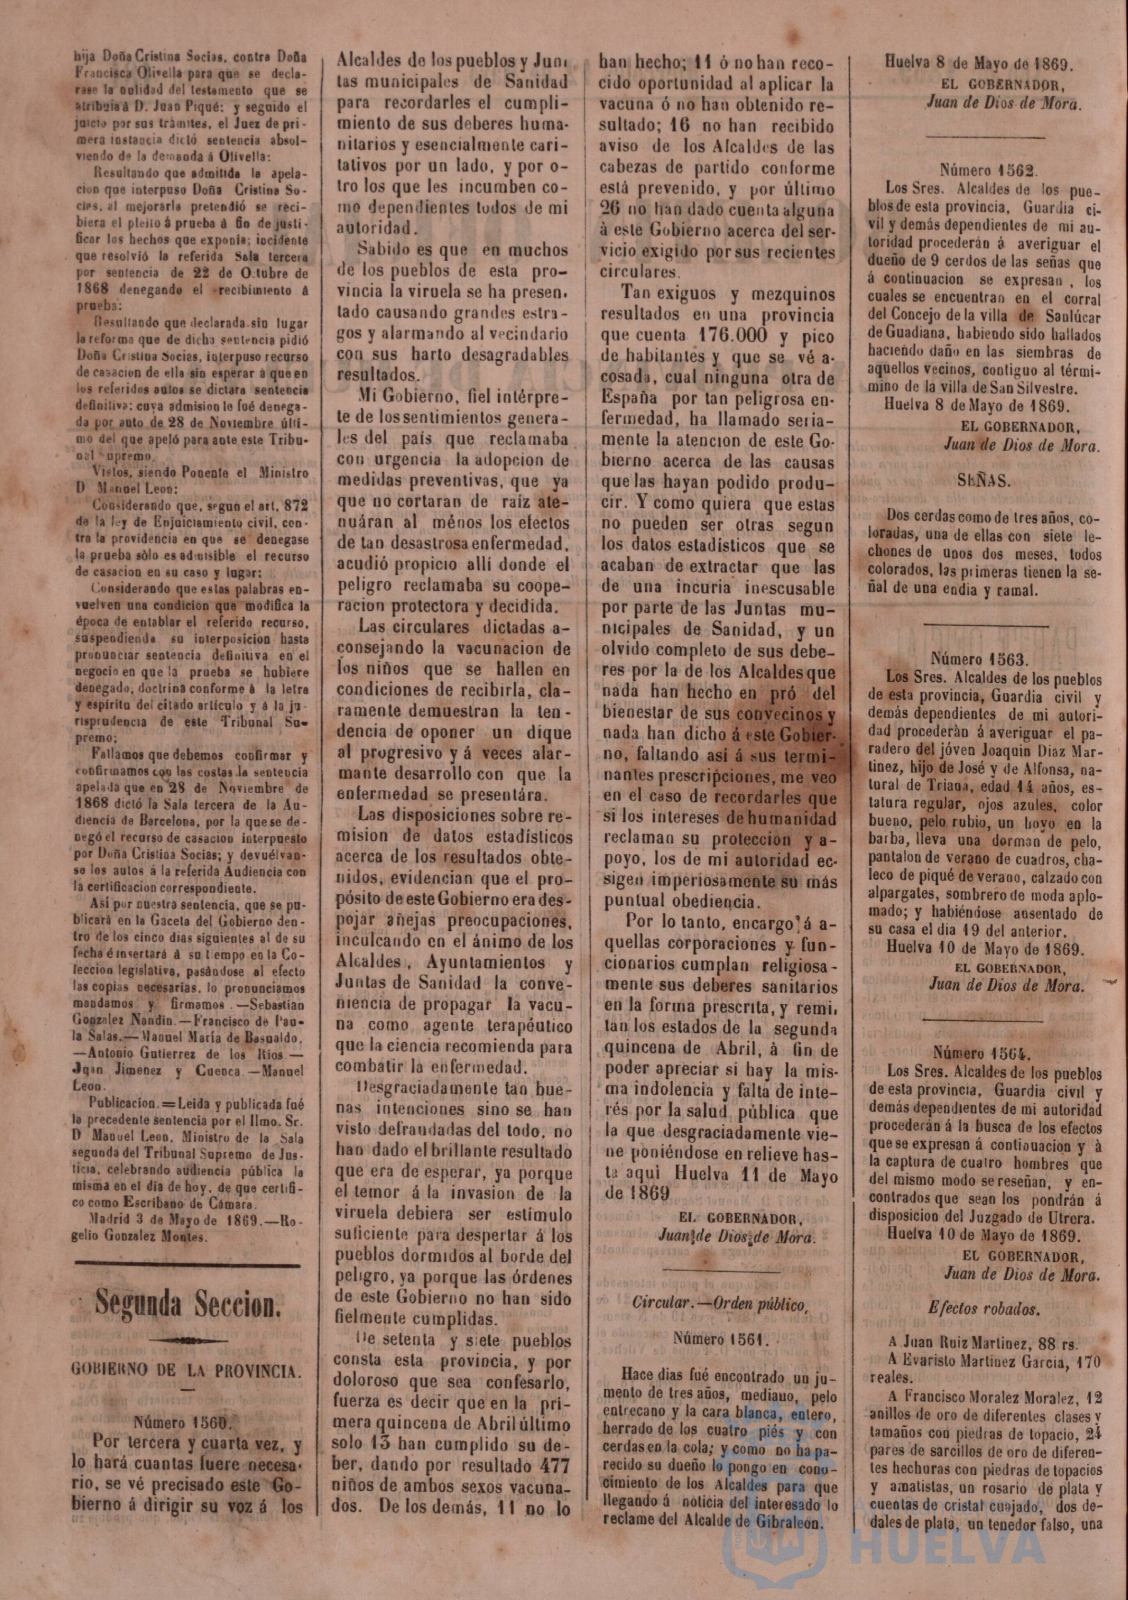 hija Doña Cristina Socias, contra Doña
Francisca Olivella para que se decla-
rase la nulidad del testamento que se
atribuia á D. Juan Piqué; y seguido el
juicio por sus trámites, el Juez de pri-
mera instancia dictó sentencia absol-
viendo de la demanda á Olivella:
Resultando que admitida la apela-
cion que interpuso Doña Cristina So-
cias, al mejorarla pretendió se reci-
biera el pleito á prueba á fin de justi-
ficar los hechos que exponia; incidente
que resolvió la referida Sala tercera
por sentencia de 22 de Octubre de
1868 denegando el recibimiento á
prueba:
Resultando que declarada sin lugar
la reforma que de dicha sentencia pidió
Doña Cristina Socias, interpuso recurso
de casacion de ella sin esperar á que en
los referidos autos se dictara sentencia
definitiva: cuya admision le fué denega-
da por auto de 28 de Noviembre últi-
mo del que apeló para ante este Tribu-
nal Supremo.
Vistos, siendo Ponente el Ministro
D Manuel Leon:
Considerando que, segun el art. 872
de la ley de Enjuiciamiento civil, con-
tra la providencia en que se denegase
la prueba sólo es admisible el recurso
de casacion en su caso y lugar:
Considerando que estas palabras en-
vuelven una condicion que modifica la
época de entablar el referido recurso,
suspendiendo su interposicion hasta
pronunciar sentencia definitiva en el
negocio en que la prueba se hubiere
denegado, doctrina conforme á la letra
y espíritu del citado artículo y á la ju-
risprudencia de este Tribunal Su-
premo;
Fallamos que debemos confirmar y
confirmamos con las costas la sentencia
apelada que en 28 de Noviembre de
1868 dictó la Sala tercera de la Au-
diencia de Barcelona, por la que se de-
negó el recurso de casacion interpuesto
por Doña Cristina Socias; y devuélvan-
se los autos á la referida Audiencia con
la certificacion correspondiente.
Así por nuestra sentencia, que se pu-
blicará en la Gaceta del Gobierno den-
tro de los cinco dias siguientes al de su
fecha é insertará á su tiempo en la Co-
leccion legislativa, pasándose al efecto
las copias necesarias, lo pronunciamos
mandamos y firmamos.—Sebastian
Gonzalez Nandin.—Francisco de Pau-
la Salas.—Manuel María de Basualdo.
—Antonio Gutierrez de los Rios.—
Juan Jimenez y Cuenca.—Manuel
Leon.
Publicacion.=Leida y publicada fué
la precedente sentencia por el Ilmo. Sr.
D Manuel Leon, Ministro de la Sala
segunda del Tribunal Supremo de Jus-
ticia, celebrando audiencia pública la
misma en el dia de hoy, de que certifi-
co como Escribano de Cámara.
Madrid 3 de Mayo de 1869.—Ro-
gelio Gonzalez Montes.
Segunda Seccion.
GOBIERNO DE LA PROVINCIA.
Número 1560.
Por tercera y cuarta vez, y
lo hará cuantas fuere necesa-
rio, se vé precisado este Go-
bierno á dirigir su voz á los
Alcaldes de los pueblos y Jun-
tas municipales de Sanidad
para recordarles el cumpli-
miento de sus deberes huma-
nitarios y esencialmente cari-
tativos por un lado, y por o-
tro los que les incumben co-
mo dependientes todos de mi
autoridad.
Sabido es que en muchos
de los pueblos de esta pro-
vincia la viruela se ha presen-
tado causando grandes estra-
gos y alarmando al vecindario
con sus harto desagradables
resultados.
Mi Gobierno, fiel intérpre-
te de los sentimientos genera-
les del país que reclamaba
con urgencia la adopcion de
medidas preventivas, que ya
que no cortaran de raiz ate-
nuáran al ménos los efectos
de tan desastrosa enfermedad,
acudió propicio allí donde el
peligro reclamaba su coope-
racion protectora y decidida.
Las circulares dictadas a-
consejando la vacunacion de
los niños que se hallen en
condiciones de recibirla, cla-
ramente demuestran la ten-
dencia de oponer un dique
al progresivo y á veces alar-
mante desarrollo con que la
enfermedad se presentára.
Las disposiciones sobre re-
mision de datos estadísticos
acerca de los resultados obte-
nidos, evidencian que el pro-
pósito de este Gobierno era des-
pojar añejas preocupaciones,
inculcando en el ánimo de los
Alcaldes, Ayuntamientos y
Juntas de Sanidad la conve-
niencia de propagar la vacu-
na como agente terapéutico
que la ciencia recomienda para
combatir la enfermedad.
Desgraciadamente tan bue-
nas intenciones sino se han
visto defraudadas del todo, no
han dado el brillante resultado
que era de esperar, ya porque
el temor á la invasion de la
viruela debiera ser estímulo
suficiente para despertar á los
pueblos dormidos al borde del
peligro, ya porque las órdenes
de este Gobierno no han sido
fielmente cumplidas.
De setenta y siete pueblos
consta esta provincia, y por
doloroso que sea confesarlo,
fuerza es decir que en la pri-
mera quincena de Abril último
solo 13 han cumplido su de-
ber, dando por resultado 477
niños de ambos sexos vacuna-
dos. De los demás, 11 no lo
han hecho; 11 ó no han reco-
cido oportunidad al aplicar la
vacuna ó no han obtenido re-
sultado; 16 no han recibido
aviso de los Alcaldes de las
cabezas de partido conforme
está prevenido, y por último
26 no han dado cuenta alguna
á este Gobierno acerca del ser-
vicio exigido por sus recientes
circulares.
Tan exiguos y mezquinos
resultados en una provincia
que cuenta 176.000 y pico
de habitantes y que se vé a-
cosada, cual ninguna otra de
España por tan peligrosa en-
fermedad, ha llamado seria-
mente la atencion de este Go-
bierno acerca de las causas
que las hayan podido produ-
cir. Y como quiera que estas
no pueden ser otras segun
los datos estadísticos que se
acaban de extractar que las
de una incuria inescusable
por parte de las Juntas mu-
nicipales de Sanidad, y un
olvido completo de sus debe-
res por la de los Alcaldes que
nada han hecho en pró del
bienestar de sus convecinos y
nada han dicho á este Gobier-
no, faltando asi á sus termi-
nantes prescripciones, me veo
en el caso de recordarles que
si los intereses de humanidad
reclaman su proteccion y a-
poyo, los de mi autoridad ec-
sigen imperiosamente su más
puntual obediencia.
Por lo tanto, encargo á a-
quellas corporaciones y fun-
cionarios cumplan religiosa-
mente sus deberes sanitarios
en la forma prescrita, y remi-
tan los estados de la segunda
quincena de Abril, á fin de
poder apreciar si hay la mis-
ma indolencia y falta de inte-
rés por la salud pública que
la que desgraciadamente vie-
ne poniéndose en relieve has-
ta aqui Huelva 11 de Mayo
de 1869
EL GOBERNADOR,
Juan de Dios de Mora.
Circular.—Orden público,
Número 1561.
Hace dias fué encontrado un ju-
mento de tres años, mediano, pelo
entrecano y la cara blanca, entero,
herrado de los cuatro piés y con
cerdas en la cola; y como no ha pa-
recido su dueño lo pongo en cono-
cimiento de los Alcaldes para que
llegando á noticia del interesado lo
reclame del Alcalde de Gibraleon.
Huelva 8 de Mayo de 1869.
EL GOBERNADOR,
Juan de Dios de Mora.
Número 1562.
Los Sres. Alcaldes de los pue-
blos de esta provincia, Guardia ci-
vil y demás dependientes de mi au-
toridad procederán á averiguar el
dueño de 9 cerdos de las señas que
á continuacion se expresan, los
cuales se encuentran en el corral
del Concejo de la villa de Sanlúcar
de Guadiana, habiendo sido hallados
haciendo daño en las siembras de
aquellos vecinos, contiguo al térmi-
mino de la villa de San Silvestre.
Huelva 8 de Mayo de 1869.
EL GOBERNADOR,
Juan de Dios de Mora.
SEÑAS.
Dos cerdas como de tres años, co-
loradas, una de ellas con siete le-
chones de unos dos meses, todos
colorados, las primeras tienen la se-
ñal de una endia y ramal.
Número 1563.
Los Sres. Alcaldes de los pueblos
de esta provincia, Guardia civil y
demás dependientes de mi autori-
dad procederán á averiguar el pa-
radero del jóven Joaquin Diaz Mar-
tinez, hijo de José y de Alfonsa, na-
tural de Triana, edad 14 años, es-
tatura regular, ojos azules, color
bueno, pelo rubio, un hoyo en la
barba, lleva una dorman de pelo,
pantalon de verano de cuadros, cha-
leco de piqué de verano, calzado con
alpargates, sombrero de moda aplo-
mado; y habiéndose ausentado de
su casa el dia 19 del anterior.
Huelva 10 de Mayo de 1869.
EL GOBERNADOR,
Juan de Dios de Mora.
Número 1564.
Los Sres. Alcaldes de los pueblos
de esta provincia, Guardia civil y
demás dependientes de mi autoridad
procederán á la busca de los efectos
que se expresan á continuacion y á
la captura de cuatro hombres que
del mismo modo se reseñan, y en-
contrados que sean los pondrán á
disposicion del Juzgado de Utrera.
Huelva 10 de Mayo de 1869.
EL GOBERNADOR,
Juan de Dios de Mora.
Efectos robados.
A Juan Ruiz Martinez, 88 rs.
A Evaristo Martinez Garcia, 170
reales.
A Francisco Moralez Moralez, 12
anillos de oro de diferentes clases y
tamaños con piedras de topacio, 24
pares de sarcillos de oro de diferen-
tes hechuras con piedras de topacios
y amatistas, un rosario de plata y
cuentas de cristal cuajado, dos de-
dales de plata, un tenedor falso, una
HUELVA